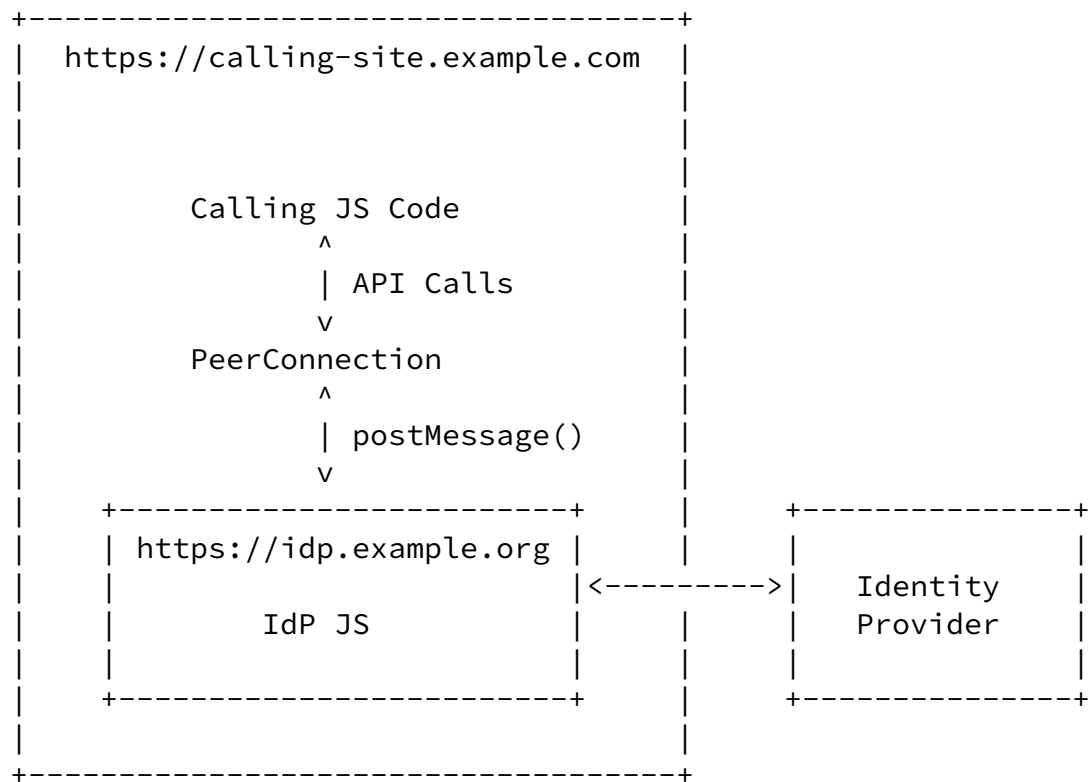 https://calling-site.example.com
Calling JS Code
API Calls
PeerConnection
postMessage()
https://idp.example.org
Identity
IdP JS Provider